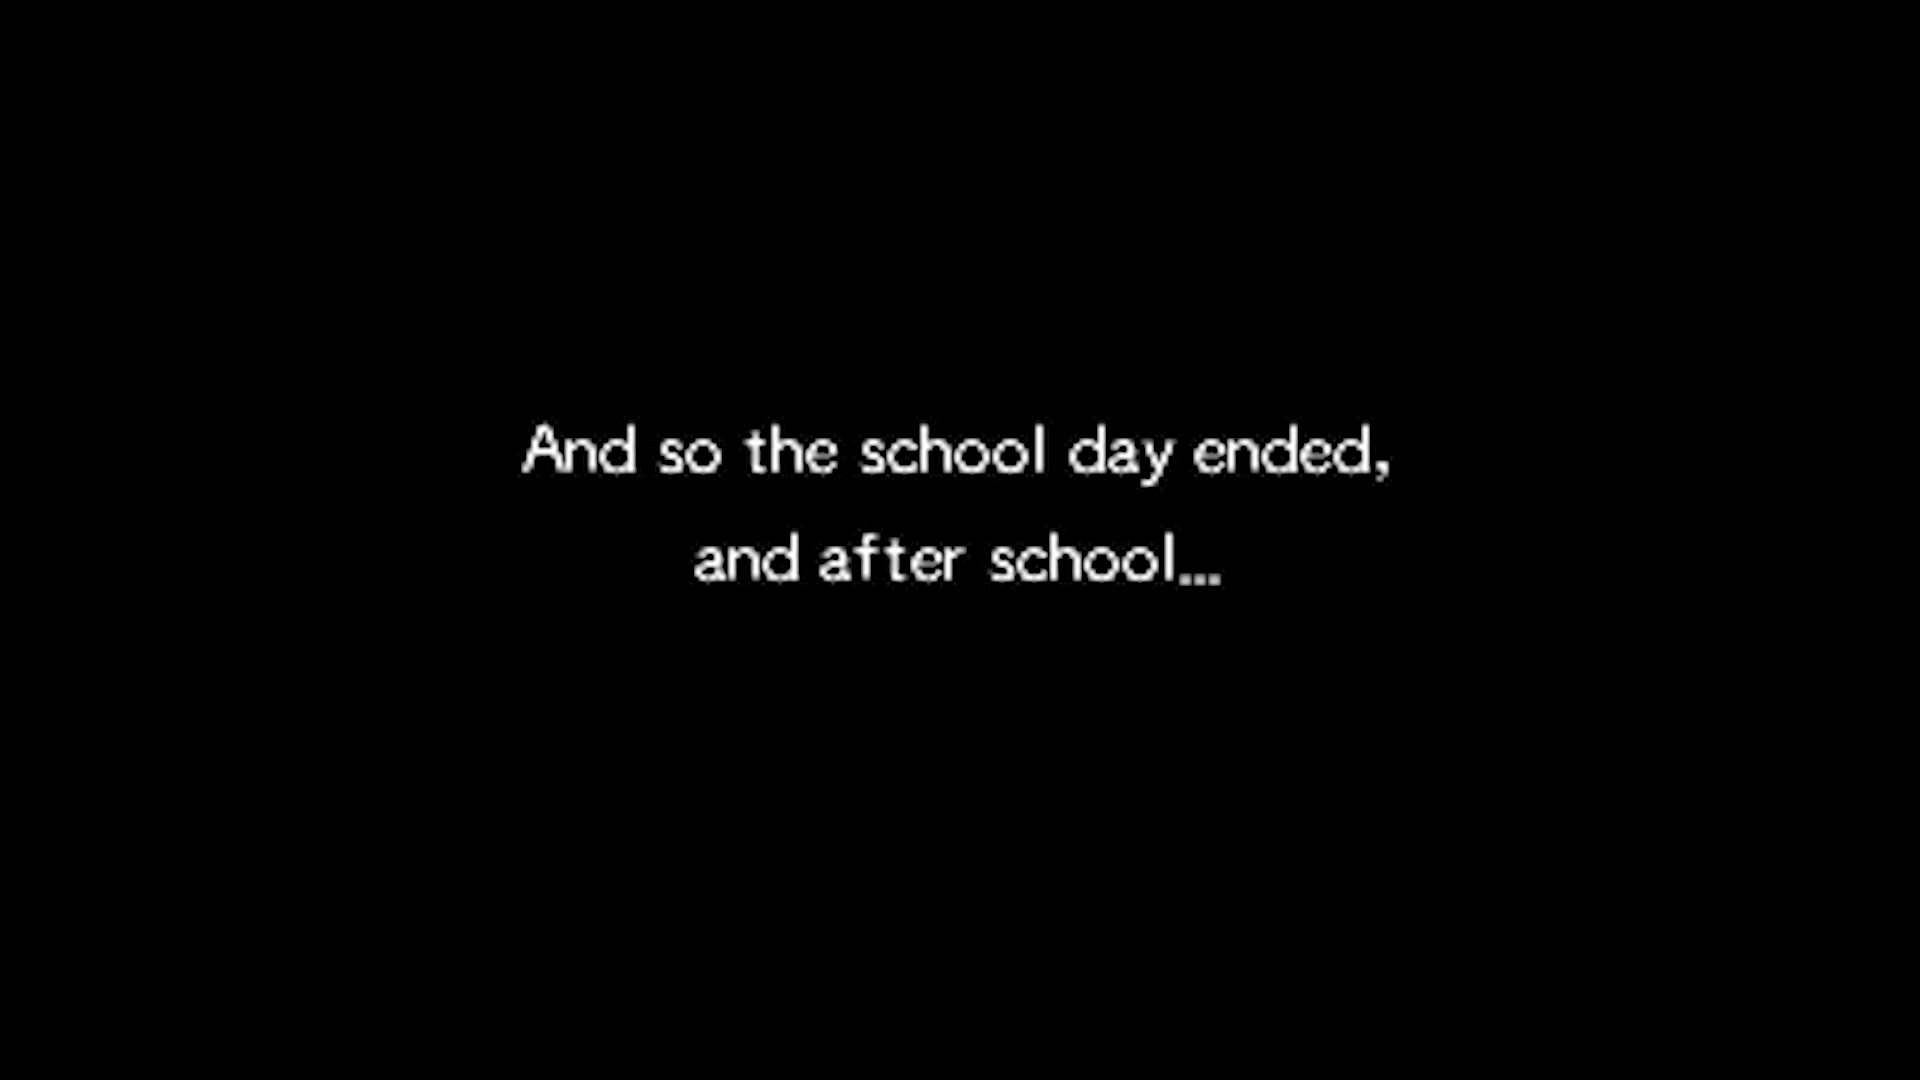 And so the school day ended,
and after school...